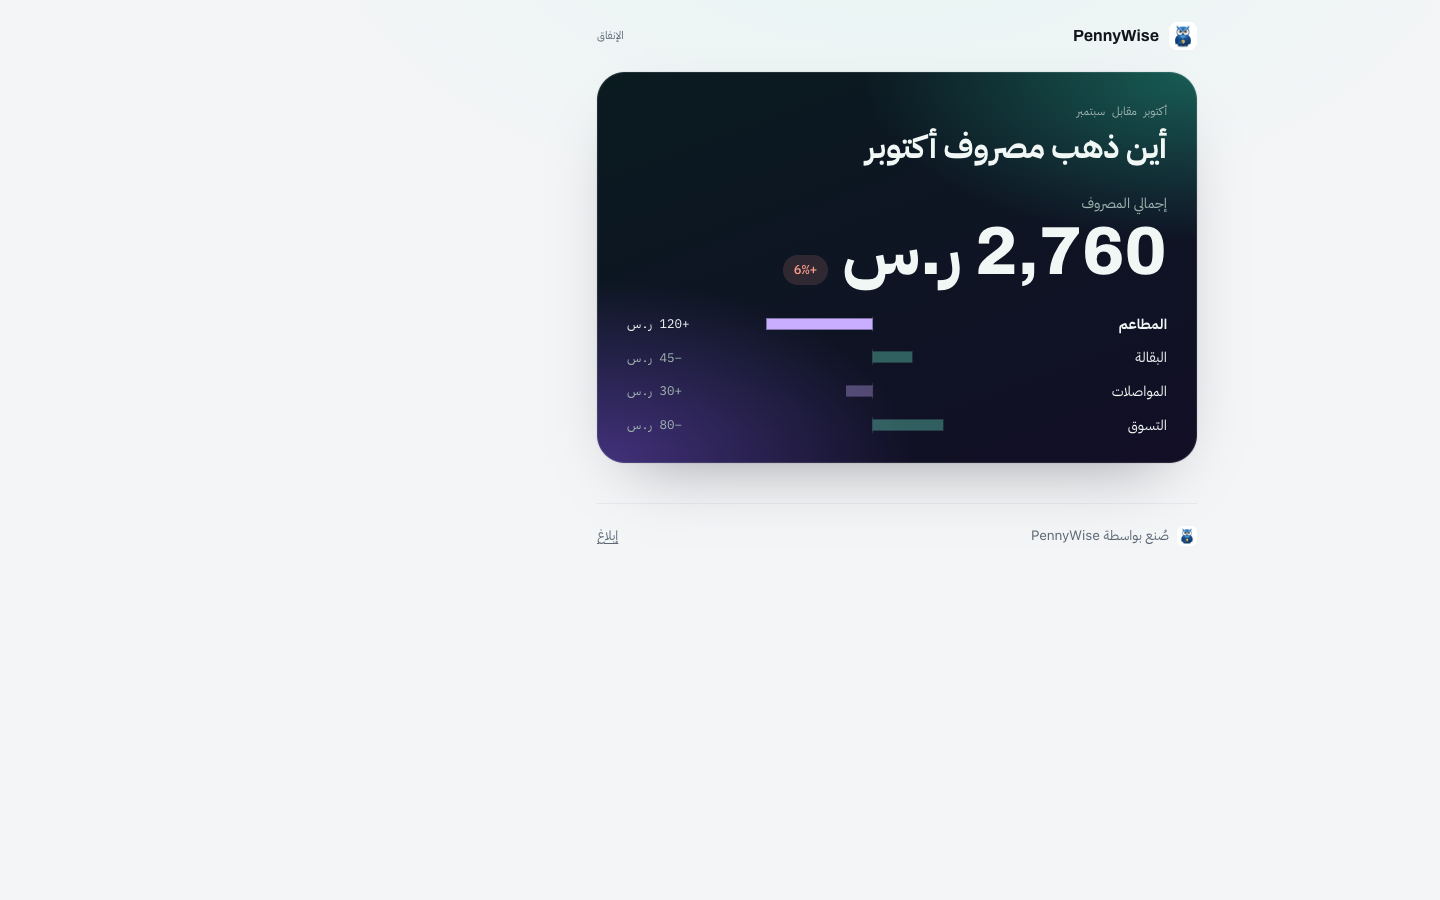 PennyWise
الإنفاق
أكتوبر مقابل سبتمبر
أين ذهب مصروف أكتوبر
إجمالي المصروف
2,760 ر.س
+6%
المطاعم +120 ر.س
البقالة −45 ر.س
المواصلات +30 ر.س
التسوق −80 ر.س
صُنع بواسطة PennyWise
إبلاغ